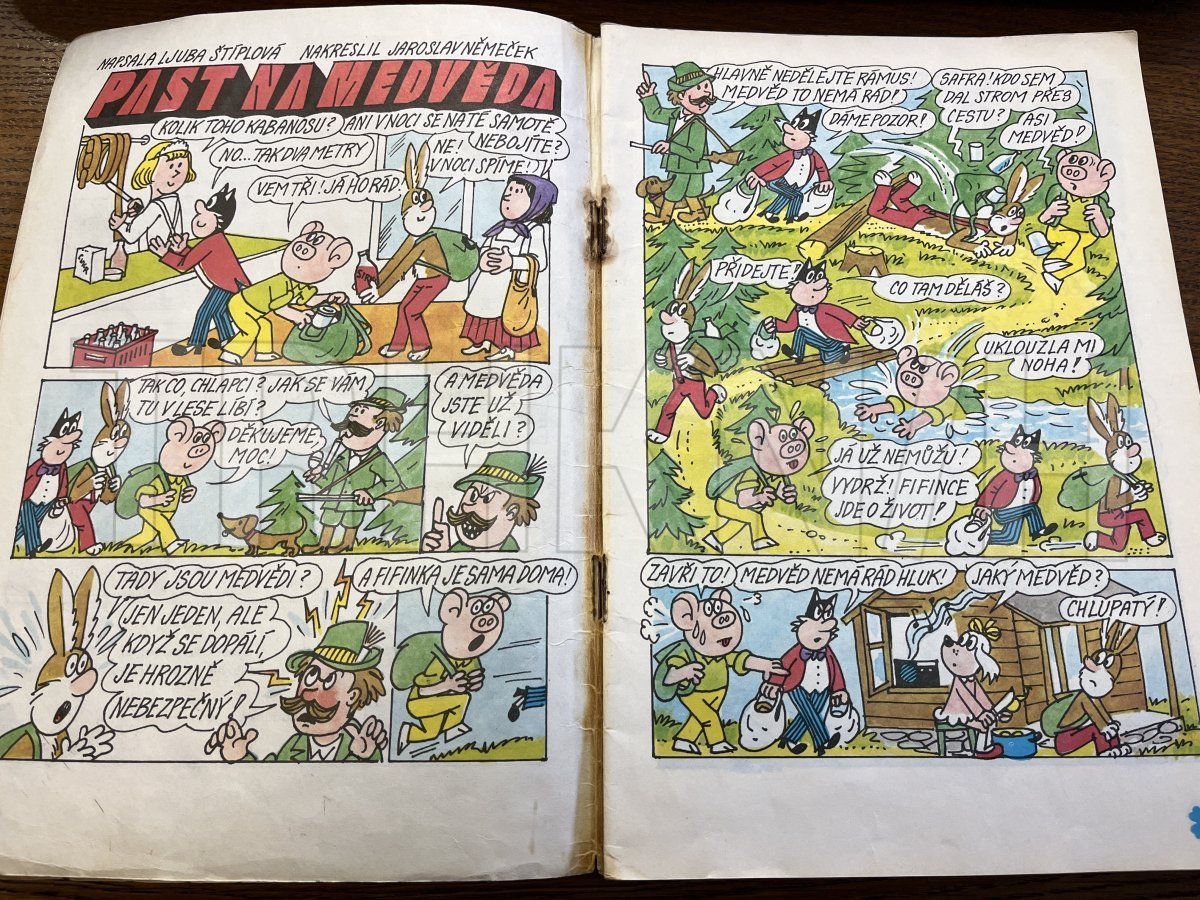 NAPSALA LJUBA ŠTÍPLOVÁ NAKRESLIL JAROSLAV NĚMEČEK
PAST NA MEDVĚDA
KOLIK TOHO KABANOSU?
NO... TAK DVA METRY
VEM TŘI! JÁ HO RÁD!
ANI V NOCI SE NA TÉ SAMOTĚ
NEBOJÍTE?
NE!
V NOCI SPÍME!
TAK CO, CHLAPCI? JAK SE VÁM
TU V LESE LÍBÍ?
DĚKUJEME,
MOC!
A MEDVĚDA
JSTE UŽ
VIDĚLI?
TADY JSOU MEDVĚDI?
JEN JEDEN, ALE
KDYŽ SE DOPÁLÍ,
JE HROZNĚ
NEBEZPEČNÝ!
A FIFINKA JE SAMA DOMA!
HLAVNĚ NEDĚLEJTE RÁMUS!
MEDVĚD TO NEMÁ RÁD!
DÁME POZOR!
SAFRA! KDO SEM
DAL STROM PŘES
CESTU?
ASI
MEDVĚD!
PŘIDEJTE!
CO TAM DĚLÁŠ?
UKLOUZLA MI
NOHA!
JÁ UŽ NEMŮŽU!
VYDRŽ! FIFINCE
JDE O ŽIVOT!
ZAVŘI TO!
MEDVĚD NEMÁ RÁD HLUK!
JAKÝ MEDVĚD?
CHLUPATÝ!